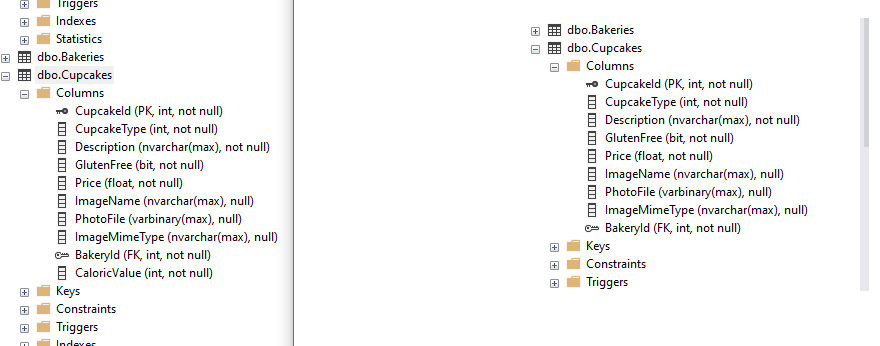 Triggers
Indexes
Statistics
dbo.Bakeries
dbo.Cupcakes
Columns
CupcakeId (PK, int, not null)
CupcakeType (int, not null)
Description (nvarchar(max), not null)
GlutenFree (bit, not null)
Price (float, not null)
ImageName (nvarchar(max), null)
PhotoFile (varbinary(max), null)
ImageMimeType (nvarchar(max), null)
BakeryId (FK, int, not null)
CaloricValue (int, not null)
Keys
Constraints
Triggers
Indexes
dbo.Bakeries
dbo.Cupcakes
Columns
CupcakeId (PK, int, not null)
CupcakeType (int, not null)
Description (nvarchar(max), not null)
GlutenFree (bit, not null)
Price (float, not null)
ImageName (nvarchar(max), null)
PhotoFile (varbinary(max), null)
ImageMimeType (nvarchar(max), null)
BakeryId (FK, int, not null)
Keys
Constraints
Triggers